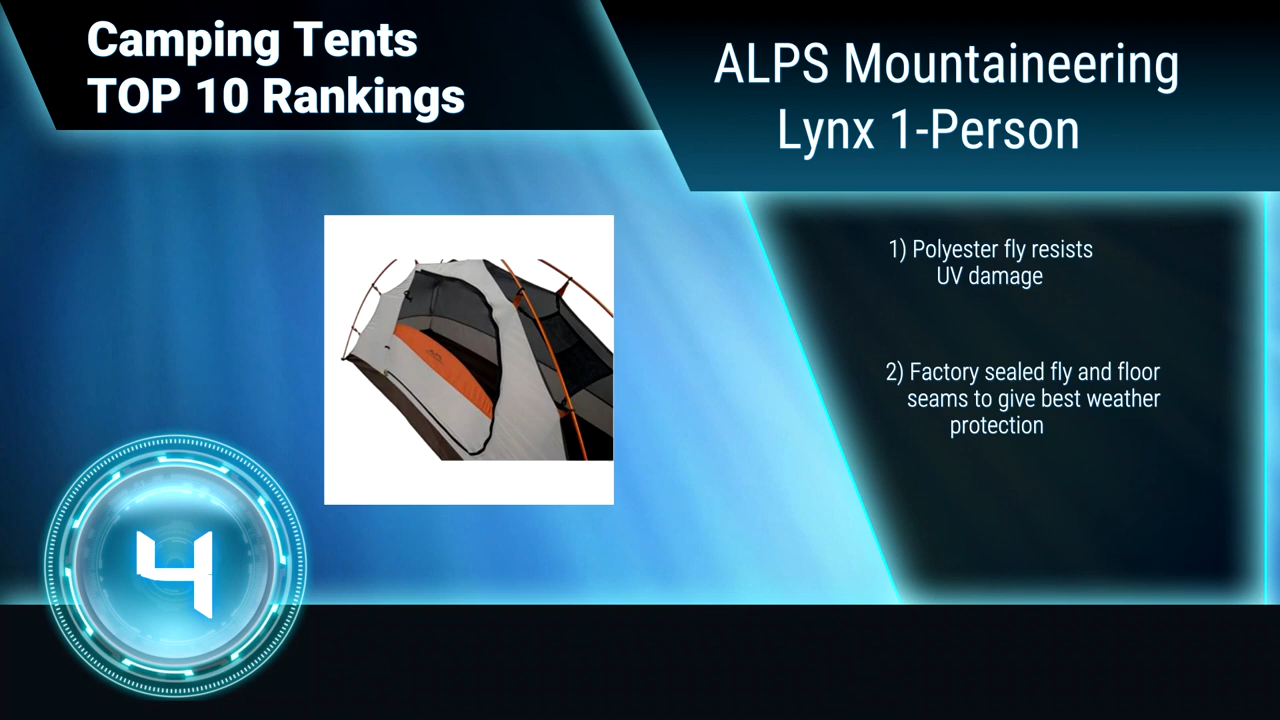 Camping Tents
TOP 10 Rankings
ALPS Mountaineering
Lynx 1-Person
1) Polyester fly resists
UV damage
2) Factory sealed fly and floor
seams to give best weather
protection
4